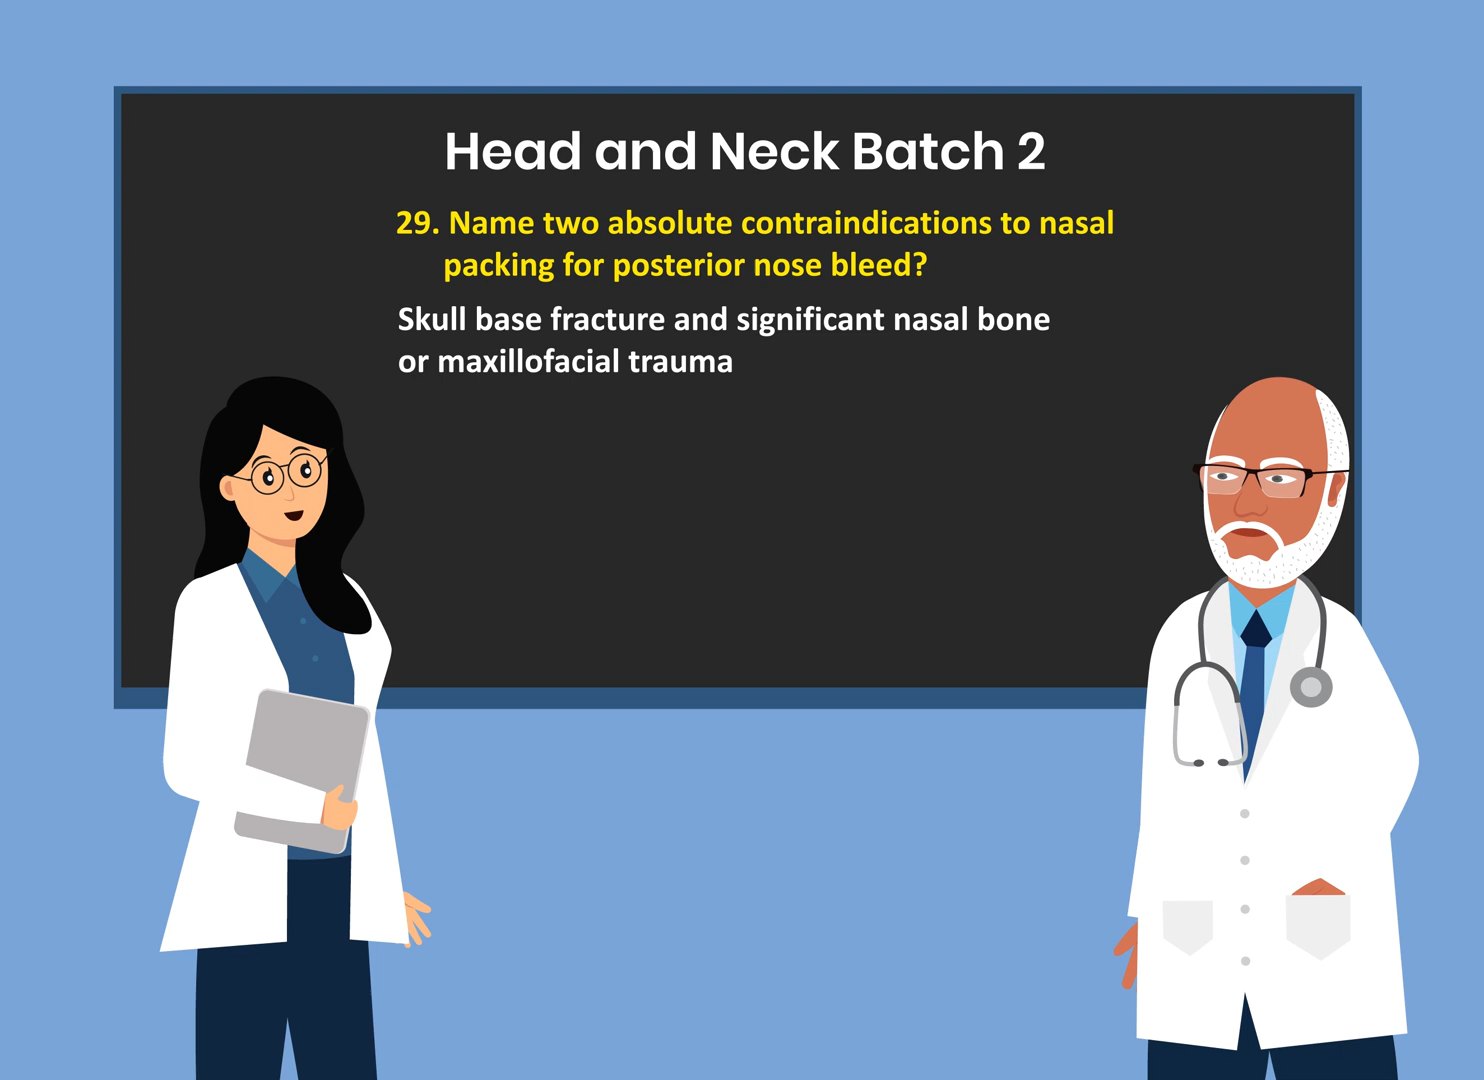 Head and Neck Batch 2
29. Name two absolute contraindications to nasal
packing for posterior nose bleed?
Skull base fracture and significant nasal bone
or maxillofacial trauma